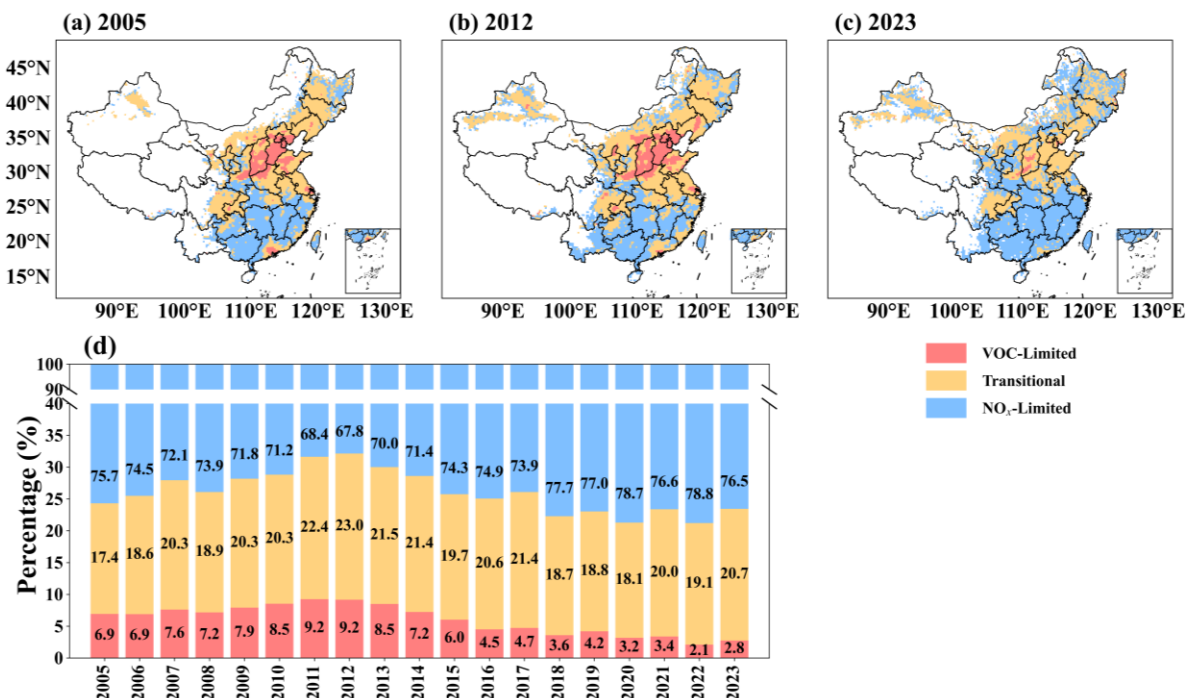 (a) 2005
(b) 2012
(c) 2023
45°N
40°N
35°N
30°N
25°N
20°N
15°N
90°E 100°E 110°E 120°E 130°E
90°E 100°E 110°E 120°E 130°E
90°E 100°E 110°E 120°E 130°E
(d)
VOC-Limited
Transitional
NOx-Limited
Percentage (%)
100
90
40
35
30
25
20
15
10
5
0
75.7 74.5 72.1 73.9 71.8 71.2 68.4 67.8 70.0 71.4 74.3 74.9 73.9 77.7 77.0 78.7 76.6 78.8 76.5
17.4 18.6 20.3 18.9 20.3 20.3 22.4 23.0 21.5 21.4 19.7 20.6 21.4 18.7 18.8 18.1 20.0 19.1 20.7
6.9 6.9 7.6 7.2 7.9 8.5 9.2 9.2 8.5 7.2 6.0 4.5 4.7 3.6 4.2 3.2 3.4 2.1 2.8
2005 2006 2007 2008 2009 2010 2011 2012 2013 2014 2015 2016 2017 2018 2019 2020 2021 2022 2023